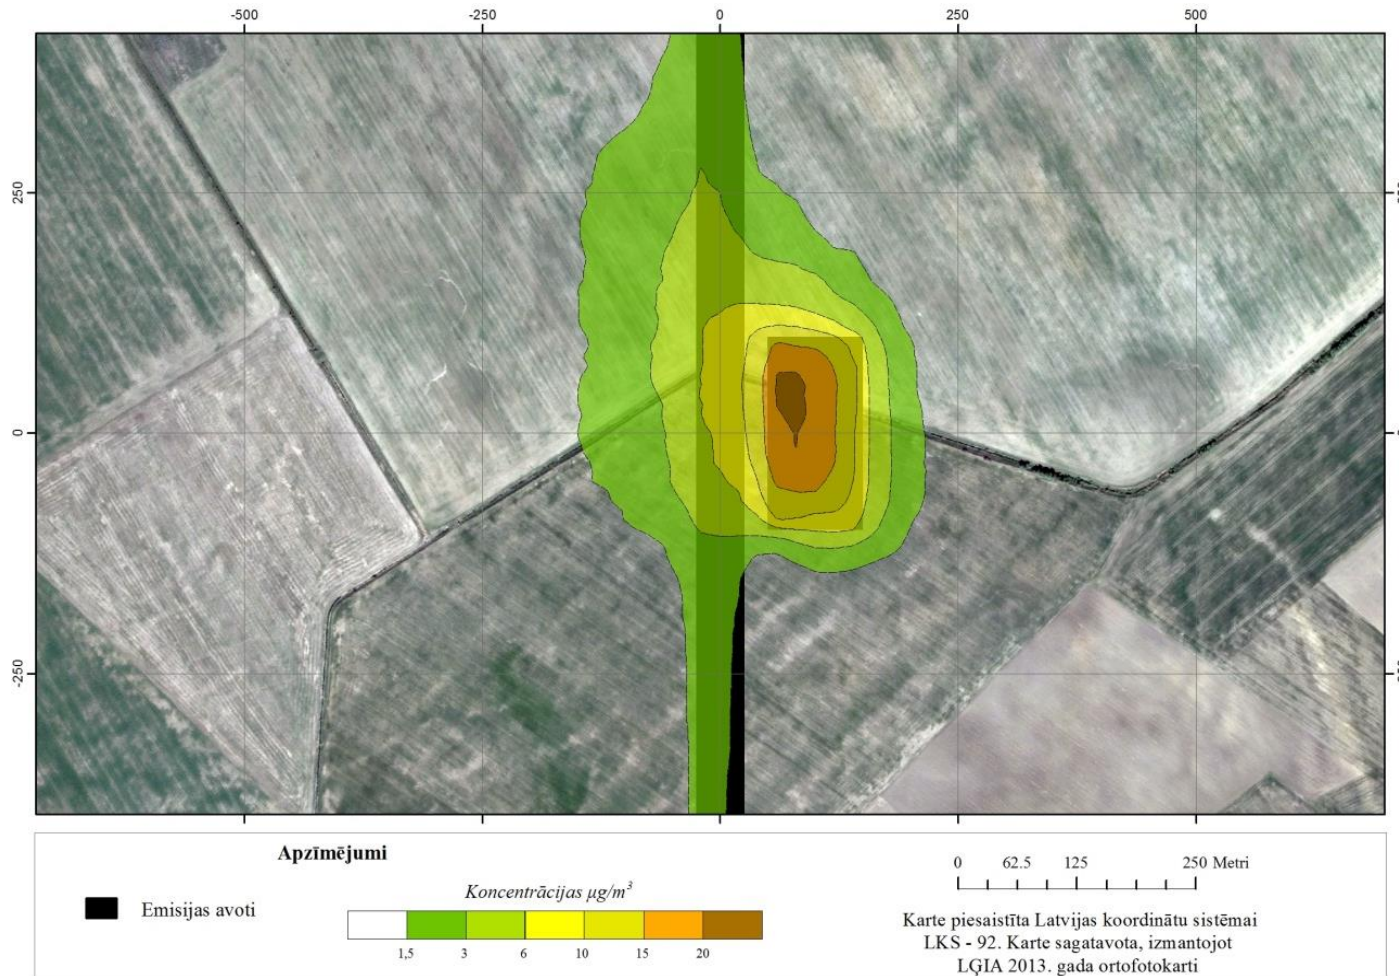 -500 -250 0 250 500
250
0
-250
Apzīmējumi
Emisijas avoti
Koncentrācijas µg/m³
1,5 3 6 10 15 20
0 62.5 125 250 Metri
Karte piesaistīta Latvijas koordinātu sistēmai
LKS - 92. Karte sagatavota, izmantojot
LĢIA 2013. gada ortofotokarti